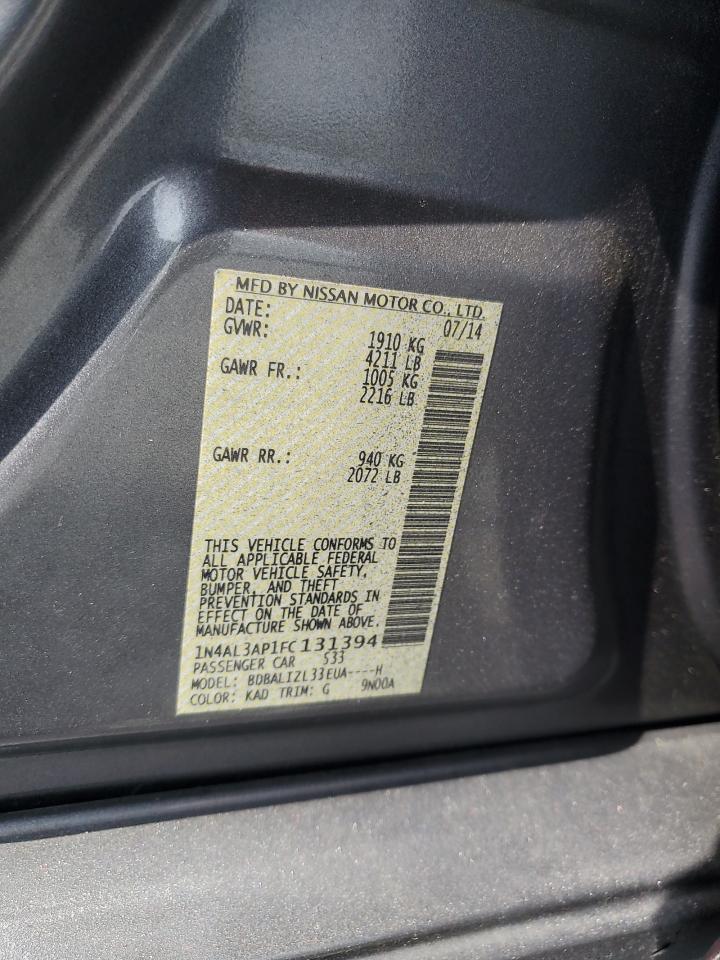 MFD BY NISSAN MOTOR CO., LTD.
DATE: 07/14
GVWR: 1910 KG
4211 LB
GAWR FR.: 1005 KG
2216 LB
GAWR RR.: 940 KG
2072 LB
THIS VEHICLE CONFORMS TO
ALL APPLICABLE FEDERAL
MOTOR VEHICLE SAFETY,
BUMPER, AND THEFT
PREVENTION STANDARDS IN
EFFECT ON THE DATE OF
MANUFACTURE SHOWN ABOVE.
1N4AL3AP1FC131394
PASSENGER CAR S33
MODEL: BDBALIZL33EUA----H
COLOR: KAD TRIM: G 9N00A